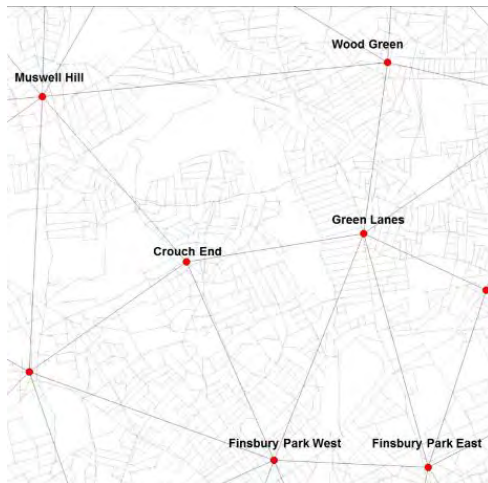 Wood Green
Muswell Hill
Green Lanes
Crouch End
Finsbury Park West
Finsbury Park East